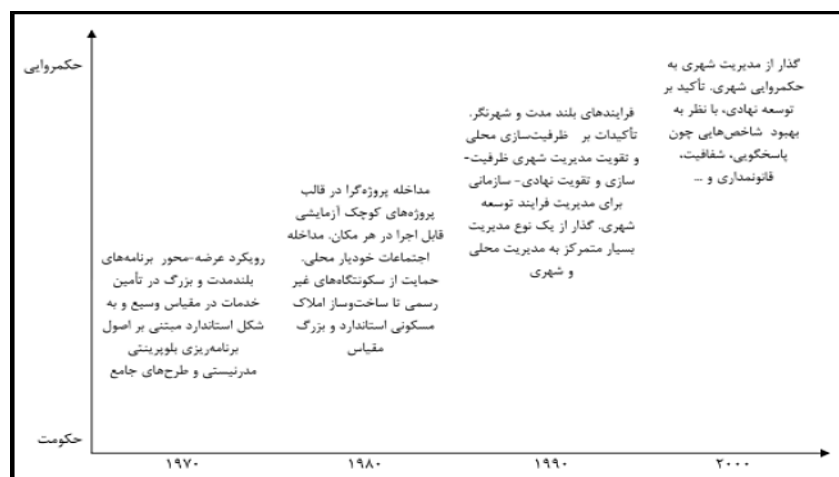 حکمروایی
گذار از مدیریت شهری به
حکمروایی شهری. تأکید بر
توسعه نهادی، با نظر به
بهبود شاخص‌هایی چون
پاسخگویی، شفافیت،
قانونمداری و ...
فرایندهای بلند مدت و شهرنگر.
تأکیدات بر ظرفیت‌سازی محلی
و تقویت مدیریت شهری ظرفیت-
سازی و تقویت نهادی- سازمانی
برای مدیریت فرایند توسعه
شهری. گذار از یک نوع مدیریت
بسیار متمرکز به مدیریت محلی
و شهری
مداخله پروژه‌گرا در قالب
پروژه‌های کوچک آزمایشی
قابل اجرا در هر مکان. مداخله
اجتماعات خودیار محلی.
حمایت از سکونتگاه‌های غیر
رسمی تا ساخت‌وساز املاک
مسکونی استاندارد و بزرگ
مقیاس
رویکرد عرضه-محور برنامه‌های
بلندمدت و بزرگ در تأمین
خدمات در مقیاس وسیع و به
شکل استاندارد مبتنی بر اصول
برنامه‌ریزی بلوپرینتی
مدرنیستی و طرح‌های جامع
حکومت
۱۹۷۰
۱۹۸۰
۱۹۹۰
۲۰۰۰